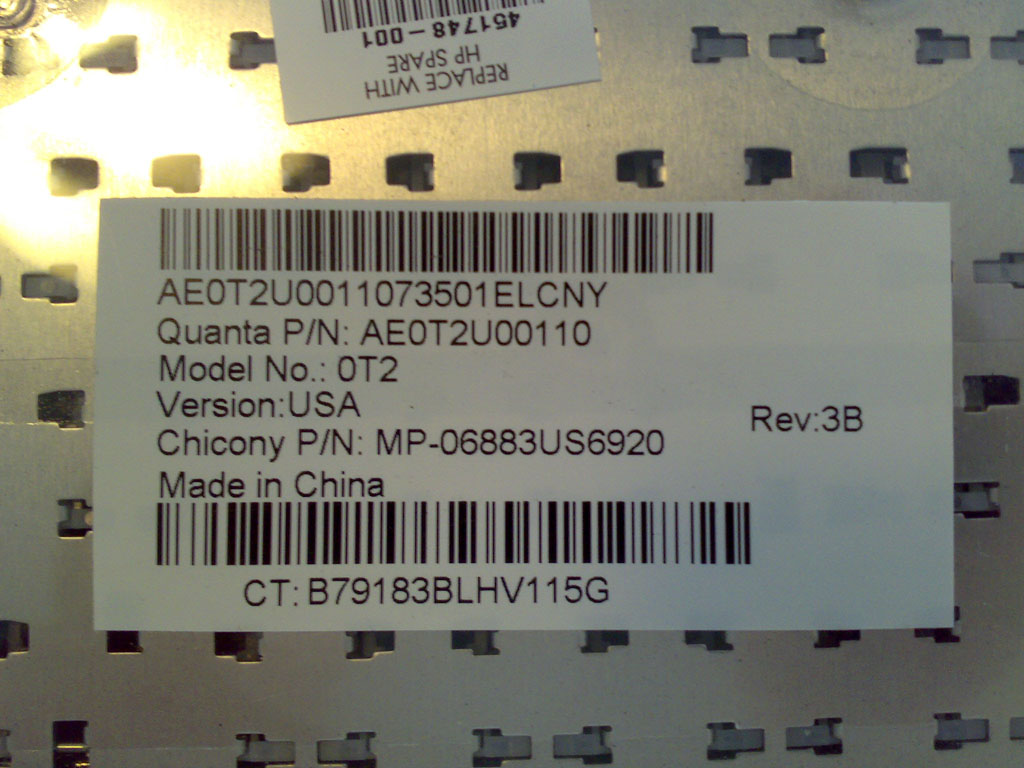 REPLACE WITH
HP SPARE
451748-001
AE0T2U0011073501ELCNY
Quanta P/N: AE0T2U00110
Model No.: 0T2
Version:USA
Rev:3B
Chicony P/N: MP-06883US6920
Made in China
CT: B79183BLHV115G